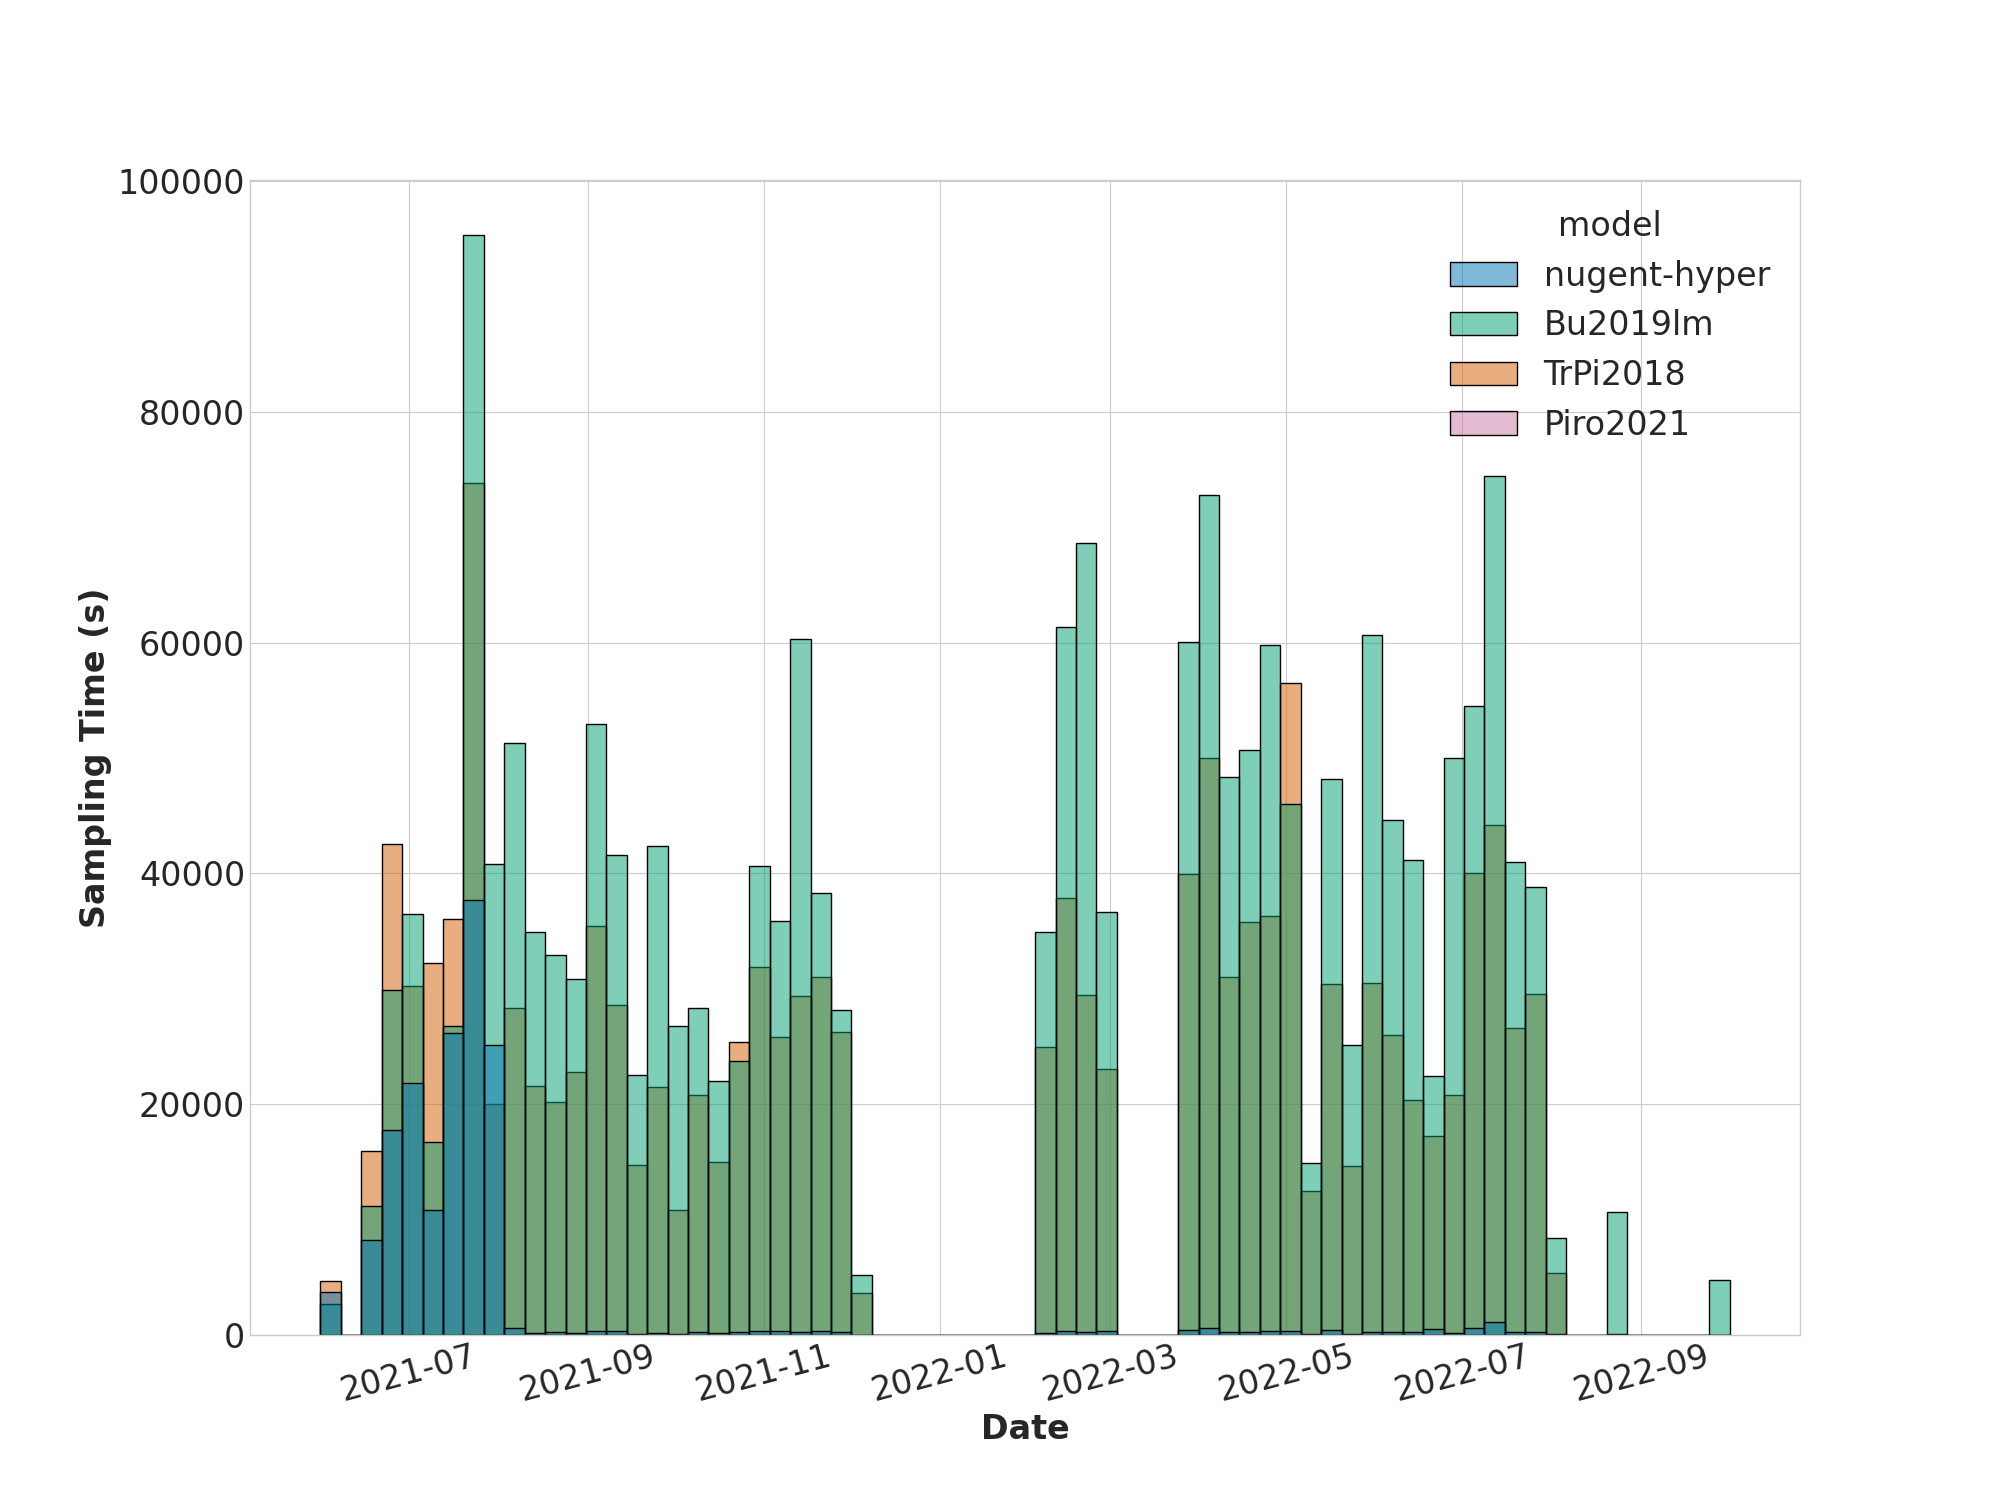 100000
80000
60000
40000
20000
0
Sampling Time (s)
model
nugent-hyper
Bu2019lm
TrPi2018
Piro2021
2021-07
2021-09
2021-11
2022-01
2022-03
2022-05
2022-07
2022-09
Date